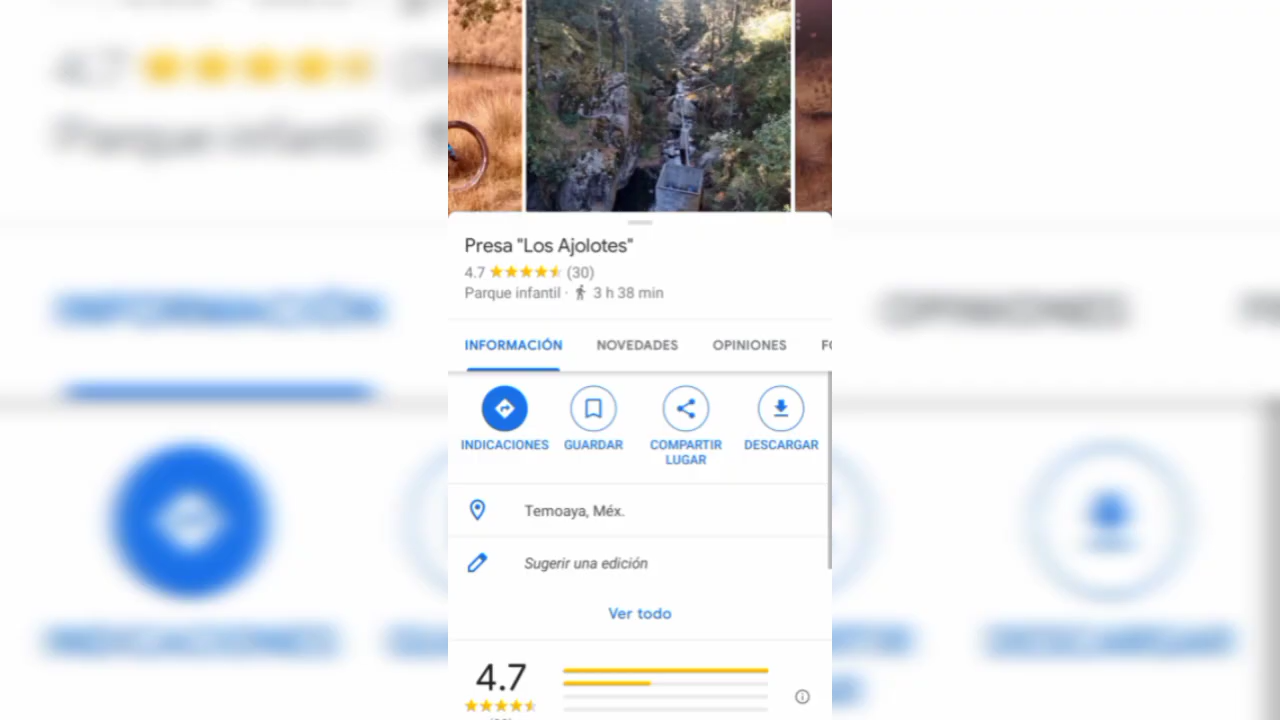 Presa "Los Ajolotes"
4.7 (30)
Parque infantil · 3 h 38 min
INFORMACIÓN NOVEDADES OPINIONES FO
INDICACIONES GUARDAR COMPARTIR LUGAR DESCARGAR
Temoaya, Méx.
Sugerir una edición
Ver todo
4.7